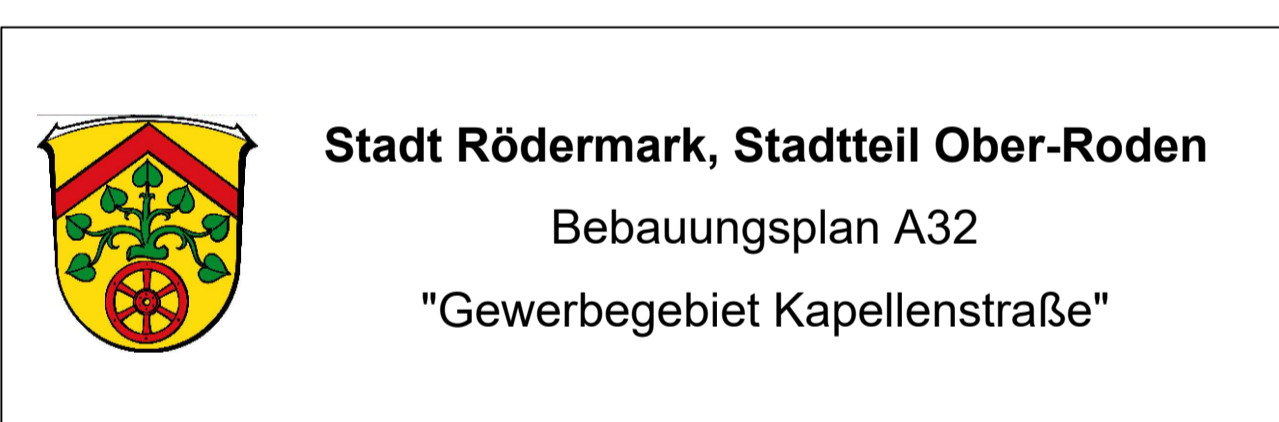 Stadt Rödermark, Stadtteil Ober-Roden
Bebauungsplan A32
"Gewerbegebiet Kapellenstraße"